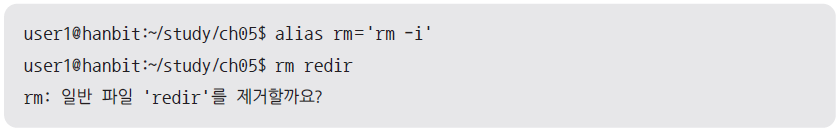 user1@hanbit:~/study/ch05$ alias rm='rm -i'
user1@hanbit:~/study/ch05$ rm redir
rm: 일반 파일 'redir'를 제거할까요?